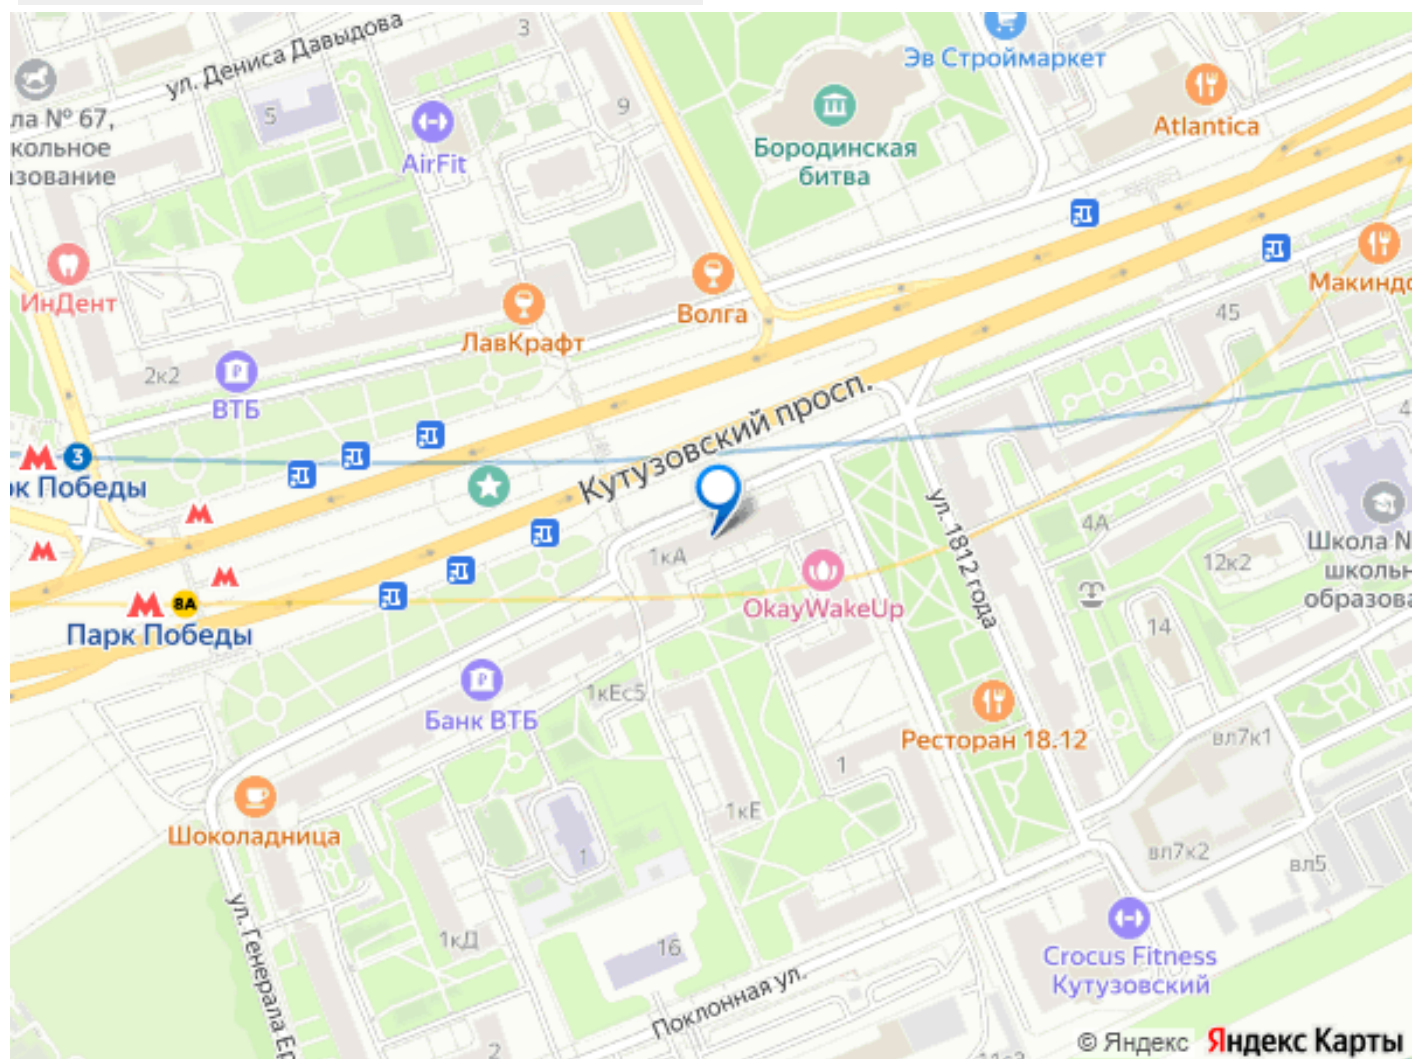 ул. Дениса Давыдова
3
Эв Строймаркет
5
9
ла № 67,
кольное
зование
AirFit
Бородинская
битва
Atlantica
ИнДент
Волга
Макиндо
ЛавКрафт
45
2к2
ВТБ
Кутузовский просп.
3
рк Победы
М
М
М
М
М
8А
Парк Победы
1кА
OkayWakeUp
ул. 1812 года
4А
4
12к2
Школа N
школьн
образова
14
Банк ВТБ
1кЕс5
Ресторан 18.12
вл7к1
1
Шоколадница
1кЕ
1
вл7к2
вл5
ул. Генерала Ер
1кД
16
Crocus Fitness
Кутузовский
Поклонная ул.
2
© Яндекс Яндекс Карты